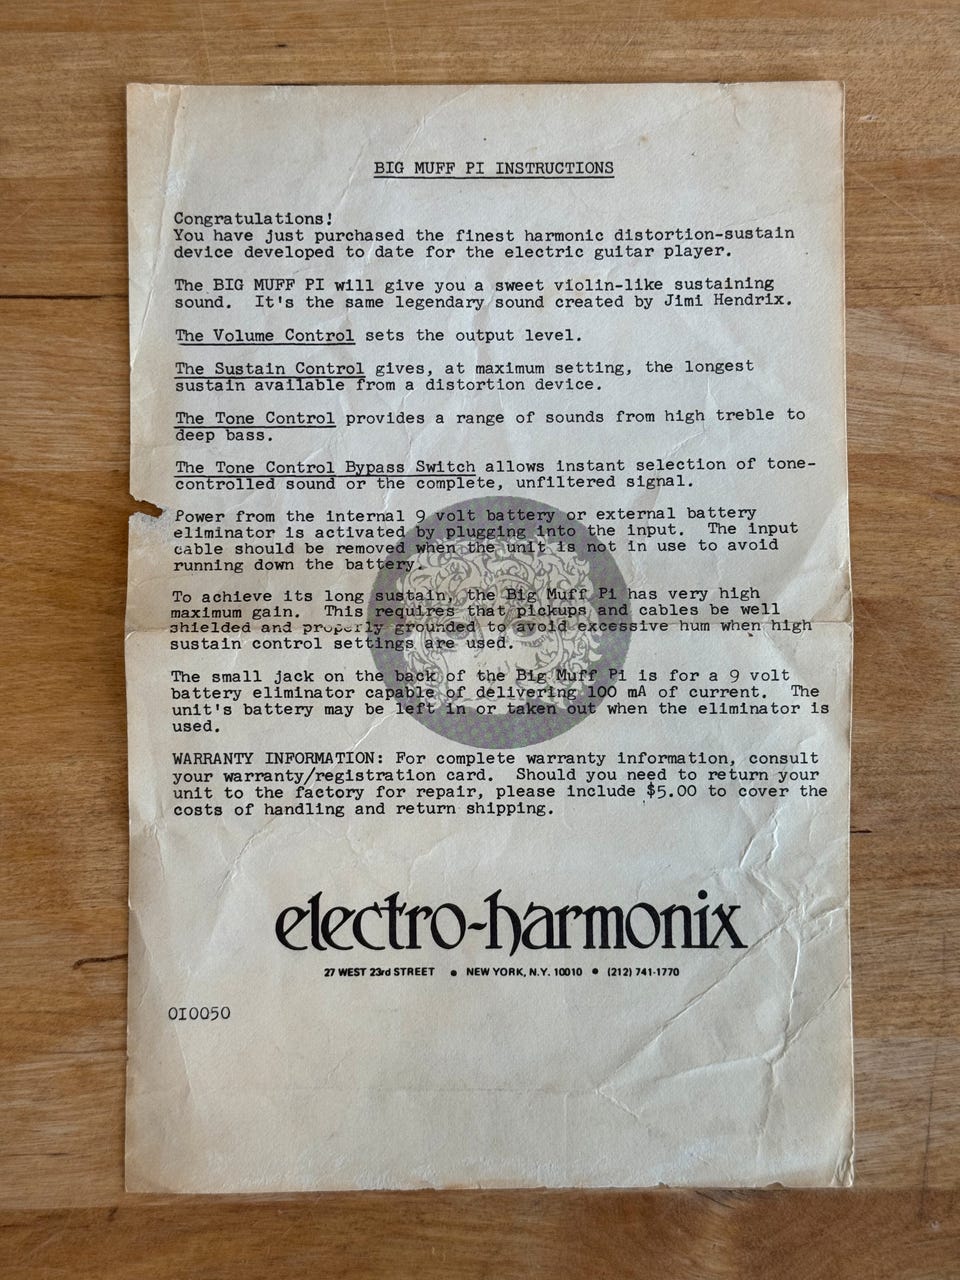 BIG MUFF PI INSTRUCTIONS
Congratulations!
You have just purchased the finest harmonic distortion-sustain
device developed to date for the electric guitar player.
The BIG MUFF PI will give you a sweet violin-like sustaining
sound.  It's the same legendary sound created by Jimi Hendrix.
The Volume Control sets the output level.
The Sustain Control gives, at maximum setting, the longest
sustain available from a distortion device.
The Tone Control provides a range of sounds from high treble to
deep bass.
The Tone Control Bypass Switch allows instant selection of tone-
controlled sound or the complete, unfiltered signal.
Power from the internal 9 volt battery or external battery
eliminator is activated by plugging into the input.  The input
cable should be removed when the unit is not in use to avoid
running down the battery.
To achieve its long sustain, the Big Muff Pi has very high
maximum gain.  This requires that pickups and cables be well
shielded and properly grounded to avoid excessive hum when high
sustain control settings are used.
The small jack on the back of the Big Muff Pi is for a 9 volt
battery eliminator capable of delivering 100 mA of current.  The
unit's battery may be left in or taken out when the eliminator is
used.
WARRANTY INFORMATION: For complete warranty information, consult
your warranty/registration card.  Should you need to return your
unit to the factory for repair, please include $5.00 to cover the
costs of handling and return shipping.
electro-harmonix
27 WEST 23rd STREET • NEW YORK, N.Y. 10010 • (212) 741-1770
OI0050